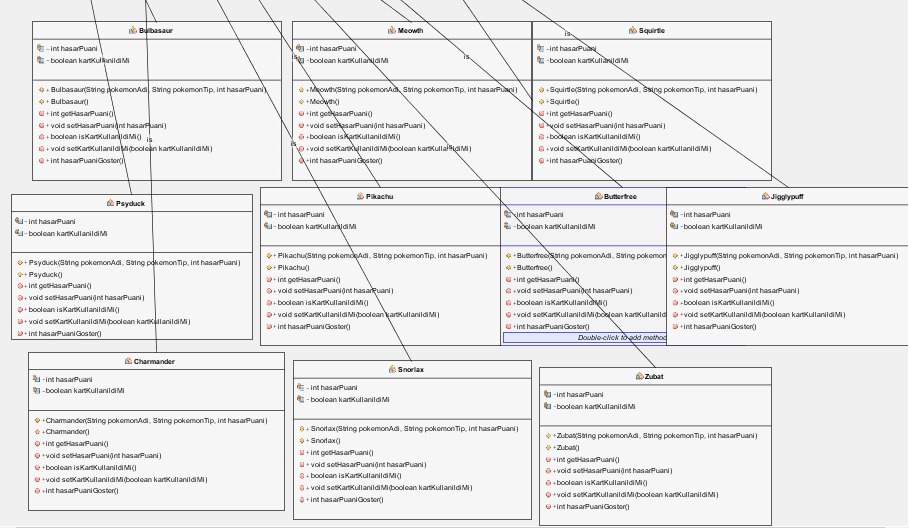 is
Bulbasaur
- int hasarPuani
- boolean kartKullanildiMi
+ Bulbasaur(String pokemonAdi, String pokemonTip, int hasarPuani)
+ Bulbasaur()
+ int getHasarPuani()
+ void setHasarPuani(int hasarPuani)
+ boolean isKartKullanildiMi()
+ void setKartKullanildiMi(boolean kartKullanildiMi)
+ int hasarPuaniGoster()
is
Meowth
- int hasarPuani
- boolean kartKullanildiMi
+ Meowth(String pokemonAdi, String pokemonTip, int hasarPuani)
+ Meowth()
+ int getHasarPuani()
+ void setHasarPuani(int hasarPuani)
+ boolean isKartKullanildiMi()
+ void setKartKullanildiMi(boolean kartKullanildiMi)
+ int hasarPuaniGoster()
is
is
Squirtle
- int hasarPuani
- boolean kartKullanildiMi
+ Squirtle(String pokemonAdi, String pokemonTip, int hasarPuani)
+ Squirtle()
+ int getHasarPuani()
+ void setHasarPuani(int hasarPuani)
+ boolean isKartKullanildiMi()
+ void setKartKullanildiMi(boolean kartKullanildiMi)
+ int hasarPuaniGoster()
Psyduck
- int hasarPuani
- boolean kartKullanildiMi
+ Psyduck(String pokemonAdi, String pokemonTip, int hasarPuani)
+ Psyduck()
+ int getHasarPuani()
+ void setHasarPuani(int hasarPuani)
+ boolean isKartKullanildiMi()
+ void setKartKullanildiMi(boolean kartKullanildiMi)
+ int hasarPuaniGoster()
Pikachu
- int hasarPuani
- boolean kartKullanildiMi
+ Pikachu(String pokemonAdi, String pokemonTip, int hasarPuani)
+ Pikachu()
+ int getHasarPuani()
+ void setHasarPuani(int hasarPuani)
+ boolean isKartKullanildiMi()
+ void setKartKullanildiMi(boolean kartKullanildiMi)
+ int hasarPuaniGoster()
Butterfree
- int hasarPuani
- boolean kartKullanildiMi
+ Butterfree(String pokemonAdi, String pokemon
+ Butterfree()
+ int getHasarPuani()
+ void setHasarPuani(int hasarPuani)
+ boolean isKartKullanildiMi()
+ void setKartKullanildiMi(boolean kartKullanild
+ int hasarPuaniGoster()
Double-click to add metho
Jigglypuff
- int hasarPuani
- boolean kartKullanildiMi
+ Jigglypuff(String pokemonAdi, String pokemonTip, int hasarPuani)
+ Jigglypuff()
+ int getHasarPuani()
+ void setHasarPuani(int hasarPuani)
+ boolean isKartKullanildiMi()
+ void setKartKullanildiMi(boolean kartKullanildiMi)
+ int hasarPuaniGoster()
Charmander
- int hasarPuani
- boolean kartKullanildiMi
+ Charmander(String pokemonAdi, String pokemonTip, int hasarPuani)
+ Charmander()
+ int getHasarPuani()
+ void setHasarPuani(int hasarPuani)
+ boolean isKartKullanildiMi()
+ void setKartKullanildiMi(boolean kartKullanildiMi)
+ int hasarPuaniGoster()
Snorlax
- int hasarPuani
- boolean kartKullanildiMi
+ Snorlax(String pokemonAdi, String pokemonTip, int hasarPuani)
+ Snorlax()
+ int getHasarPuani()
+ void setHasarPuani(int hasarPuani)
+ boolean isKartKullanildiMi()
+ void setKartKullanildiMi(boolean kartKullanildiMi)
+ int hasarPuaniGoster()
Zubat
- int hasarPuani
- boolean kartKullanildiMi
+ Zubat(String pokemonAdi, String pokemonTip, int hasarPuani)
+ Zubat()
+ int getHasarPuani()
+ void setHasarPuani(int hasarPuani)
+ boolean isKartKullanildiMi()
+ void setKartKullanildiMi(boolean kartKullanildiMi)
+ int hasarPuaniGoster()